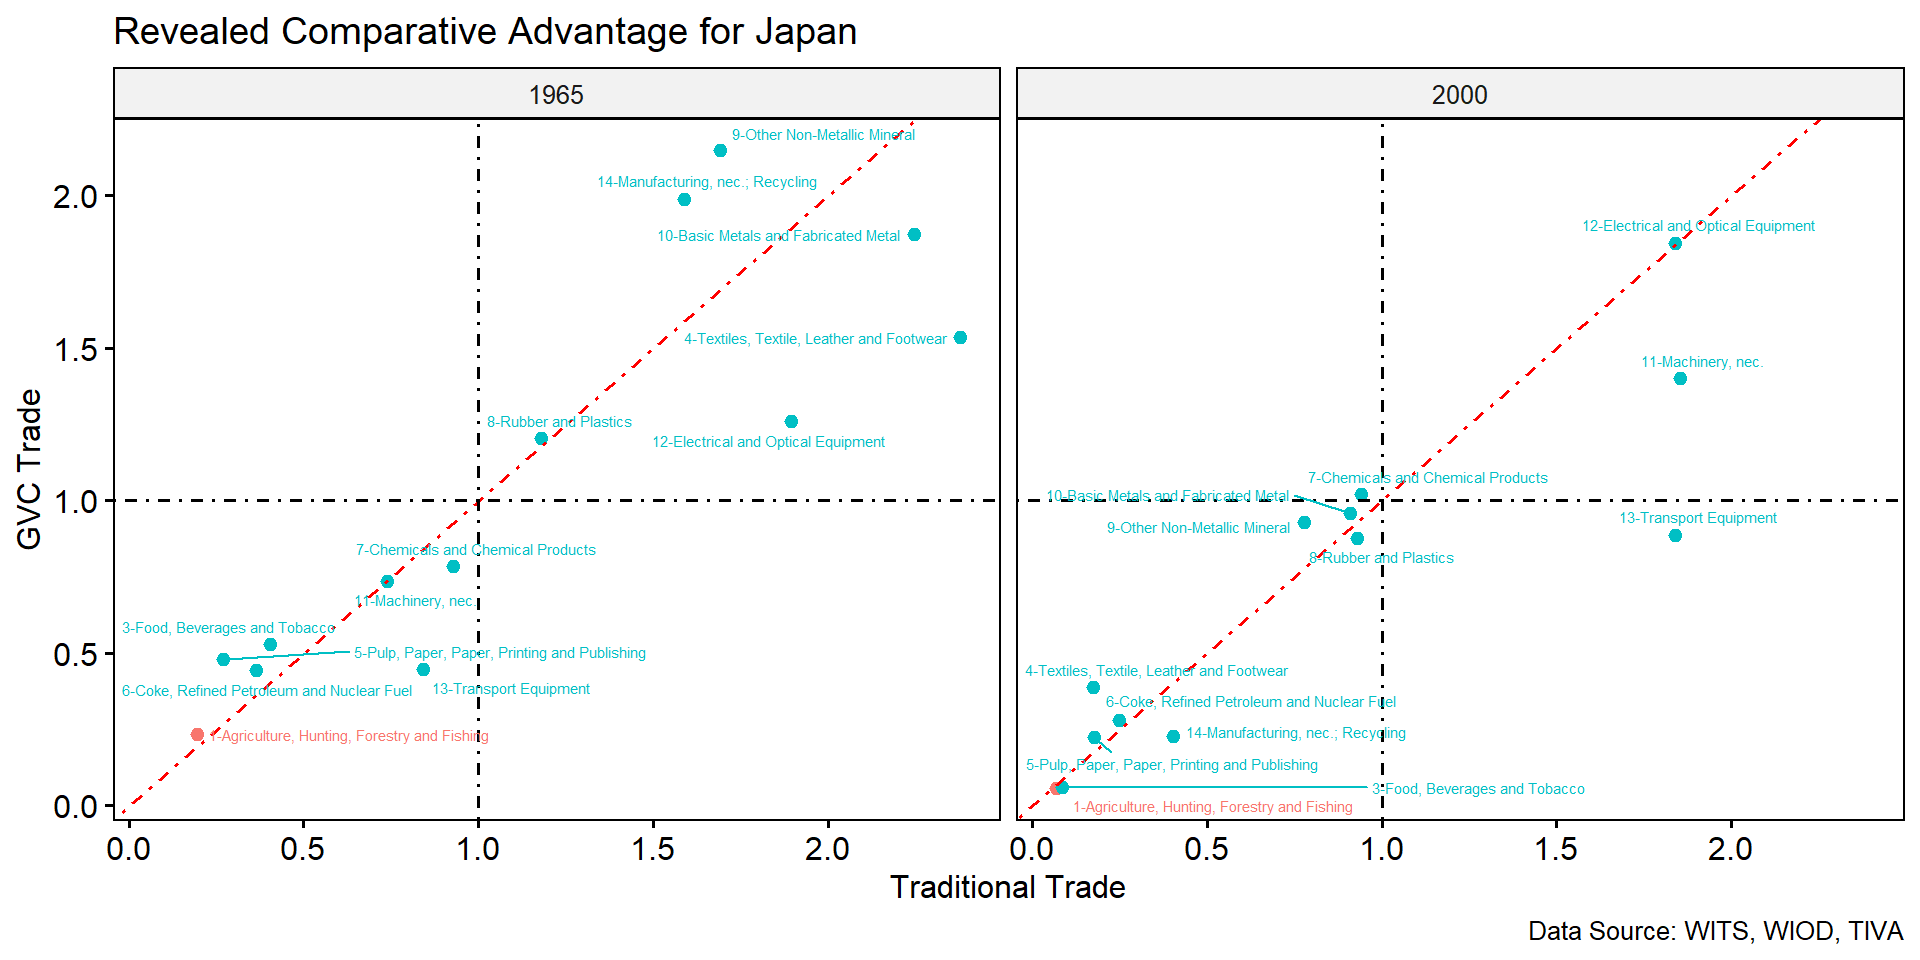 Revealed Comparative Advantage for Japan
1965
2000
GVC Trade
2.0
1.5
1.0
0.5
0.0
9-Other Non-Metallic Mineral
14-Manufacturing, nec.; Recycling
10-Basic Metals and Fabricated Metal
4-Textiles, Textile, Leather and Footwear
8-Rubber and Plastics
12-Electrical and Optical Equipment
7-Chemicals and Chemical Products
11-Machinery, nec.
3-Food, Beverages and Tobacco
5-Pulp, Paper, Paper, Printing and Publishing
6-Coke, Refined Petroleum and Nuclear Fuel
13-Transport Equipment
1-Agriculture, Hunting, Forestry and Fishing
12-Electrical and Optical Equipment
11-Machinery, nec.
7-Chemicals and Chemical Products
10-Basic Metals and Fabricated Metal
13-Transport Equipment
9-Other Non-Metallic Mineral
8-Rubber and Plastics
4-Textiles, Textile, Leather and Footwear
6-Coke, Refined Petroleum and Nuclear Fuel
14-Manufacturing, nec.; Recycling
5-Pulp, Paper, Paper, Printing and Publishing
3-Food, Beverages and Tobacco
1-Agriculture, Hunting, Forestry and Fishing
0.0 0.5 1.0 1.5 2.0
0.0 0.5 1.0 1.5 2.0
Traditional Trade
Data Source: WITS, WIOD, TIVA